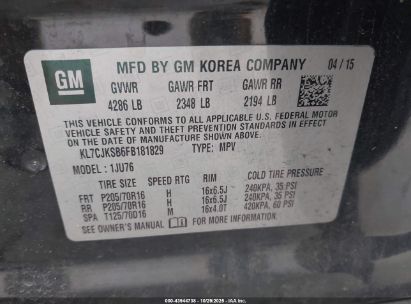 GM
MFD BY GM KOREA COMPANY 04 / 15
GVWR GAWR FRT GAWR RR
4286 LB 2348 LB 2194 LB
CONFORMS TO ALL APPLICABLE U.S. FEDERAL MOTOR
VEHICLE SAFETY AND THEFT PREVENTION
STANDARDS IN EFFECT ON THE
DATE OF MANUFACTURE SHOWN ABOVE.
KL7CJKSB6FB181829 TYPE: MPV
MODEL : 1JU76
TIRE SIZE SPEED RTG RIM COLD TIRE PRESSURE
FRT P205/70R16 H 16x6.5J 240KPA, 35 PSI
RR P205/70R16 H 16x6.5J 240KPA, 35 PSI
SPA T125/70D16 M 16x4.0T 420KPA, 60 PSI
SEE OWNER'S MANUAL FOR MORE INFORMATION.